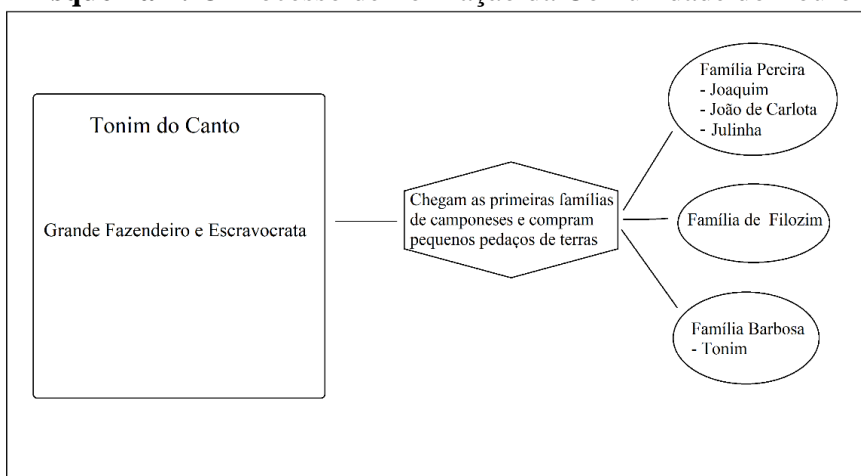 Tonim do Canto
Grande Fazendeiro e Escravocrata
Chegam as primeiras famílias
de camponeses e compram
pequenos pedaços de terras
Família Pereira
- Joaquim
- João de Carlota
- Julinha
Família de Filozim
Família Barbosa
- Tonim